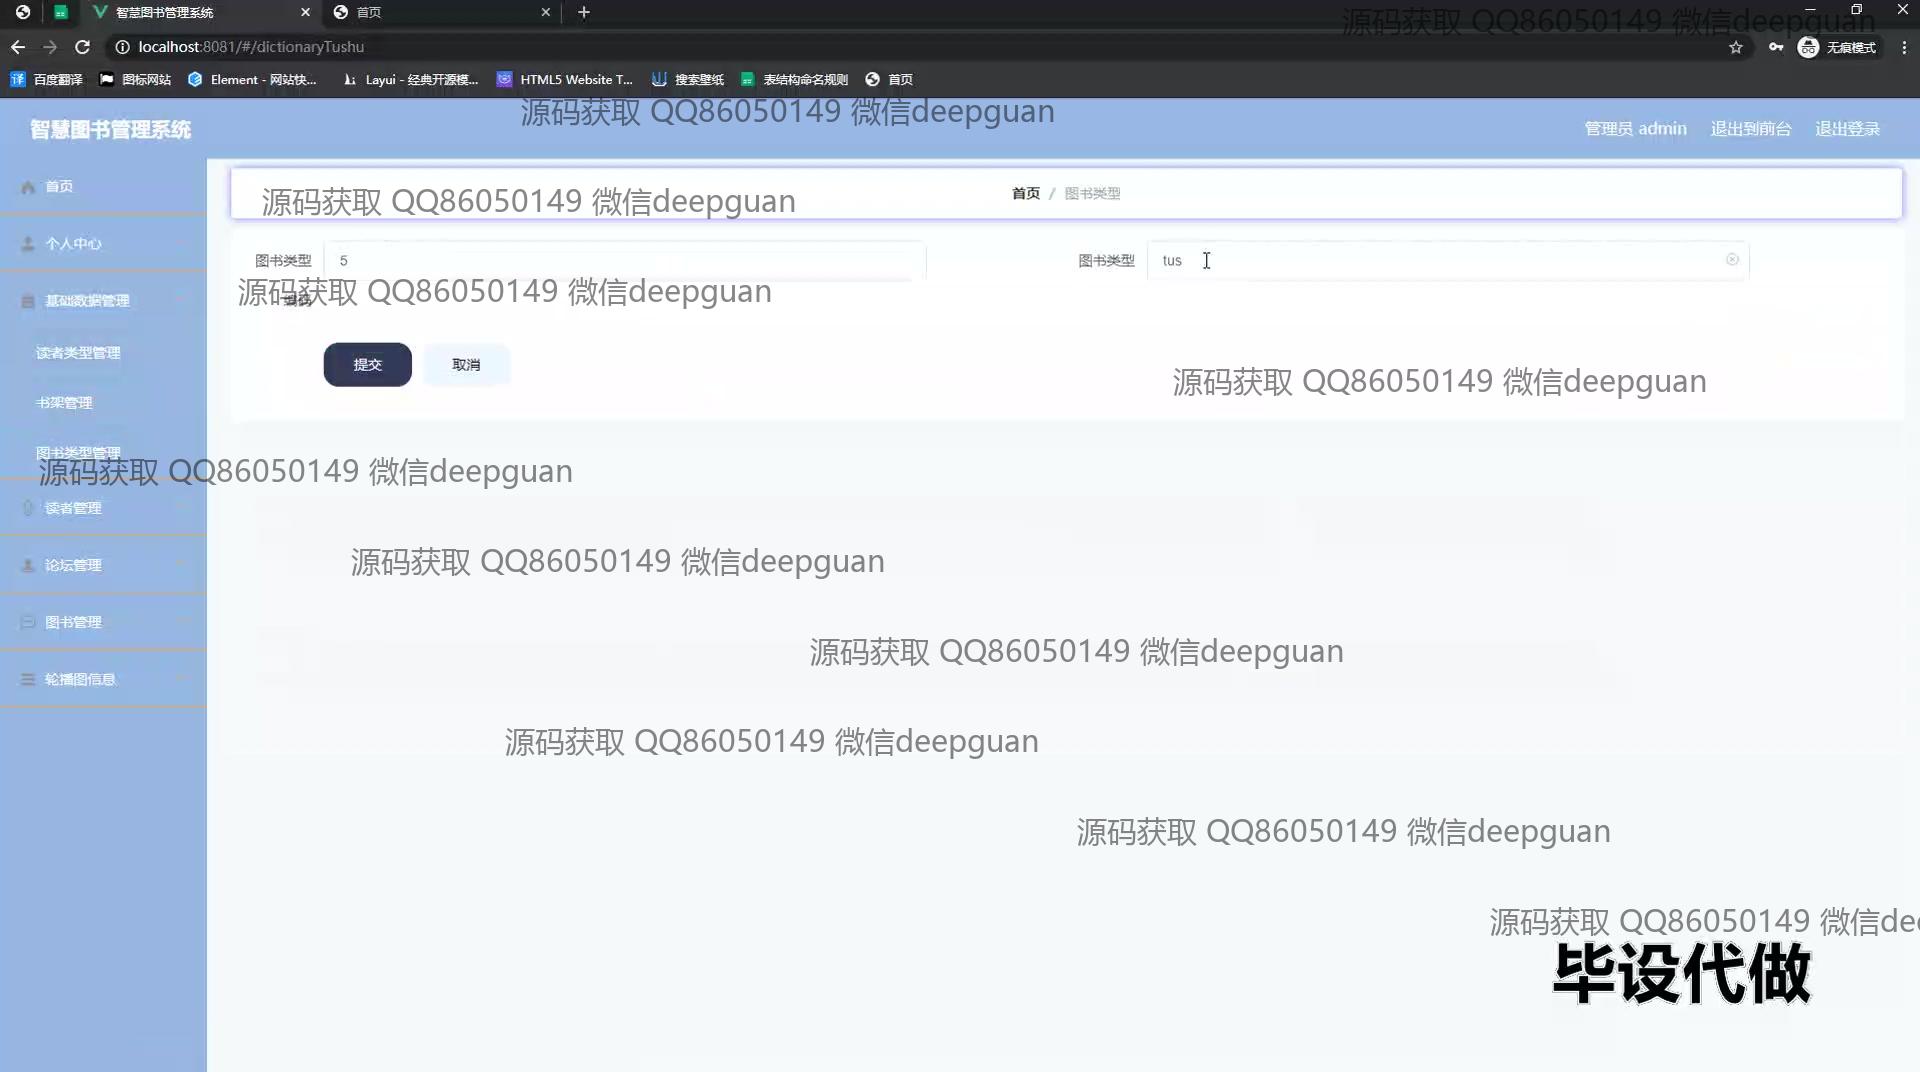 智慧图书管理系统
首页
源码获取 QQ86050149 微信deepguan
localhost:8081/#/dictionaryTushu
无痕模式
百度翻译
图标网站
Element - 网站快...
Layui - 经典开源模...
HTML5 Website T...
搜索壁纸
表结构命名规则
首页
源码获取 QQ86050149 微信deepguan
智慧图书管理系统
管理员 admin
退出到前台
退出登录
首页
源码获取 QQ86050149 微信deepguan
首页 / 图书类型
个人中心
图书类型
5
图书类型
tus
源码获取 QQ86050149 微信deepguan
编码
基础数据管理
读者类型管理
提交
取消
源码获取 QQ86050149 微信deepguan
书架管理
图书类型管理
源码获取 QQ86050149 微信deepguan
读者管理
论坛管理
源码获取 QQ86050149 微信deepguan
图书管理
源码获取 QQ86050149 微信deepguan
轮播图信息
源码获取 QQ86050149 微信deepguan
源码获取 QQ86050149 微信deepguan
源码获取 QQ86050149 微信dee
毕设代做